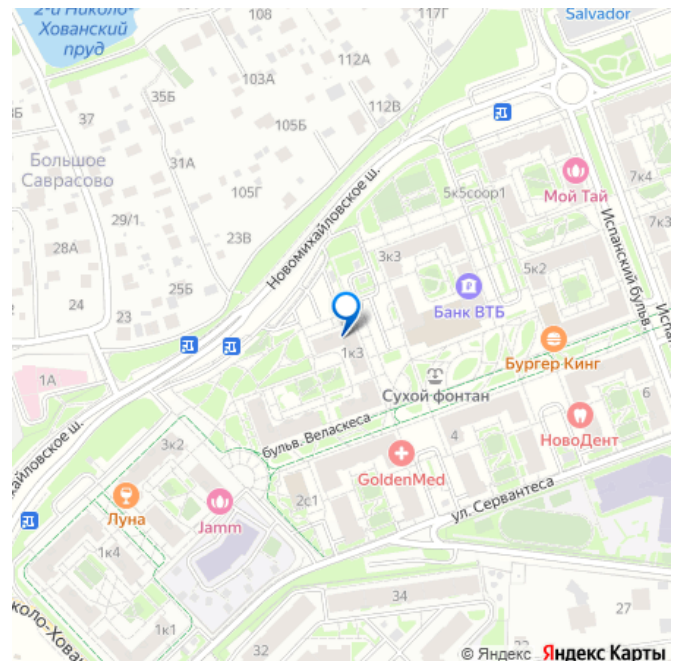 2-й Николо-
Хованский
пруд
108
117Г
Salvador
112А
103А
35Б
112В
37
105Б
Большое
Саврасово
31А
105Г
29/1
23В
28А
25Б
24
23
1А
Новомихайловское ш.
5к5соор1
Мой Тай
7к4
7к3
3к3
5к2
Испанский бульв.
Банк ВТБ
1к3
Бургер Кинг
Сухой фонтан
6
бульв. Веласкеса
4
НовоДент
GoldenMed
3к2
2с1
ул. Сервантеса
Луна
Jamm
1к4
34
27
1к1
32
© Яндекс Яндекс Карты